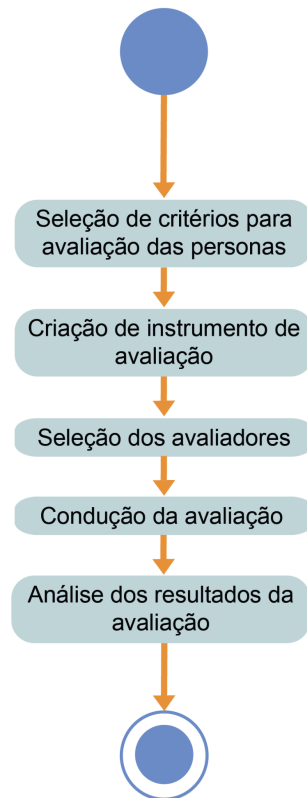 Seleção de critérios para
avaliação das personas
Criação de instrumento de
avaliação
Seleção dos avaliadores
Condução da avaliação
Análise dos resultados da
avaliação